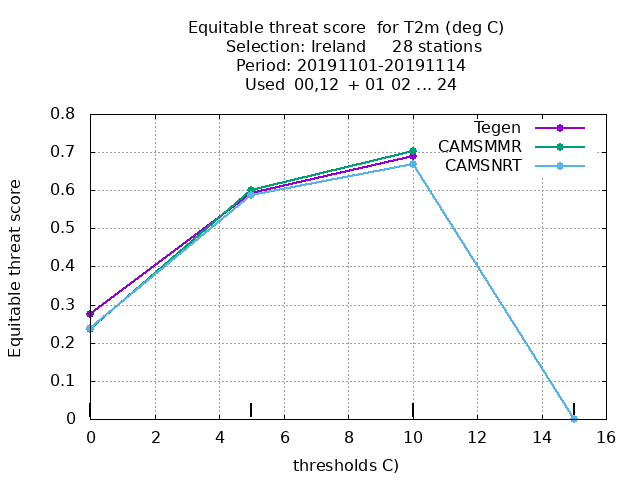 Equitable threat score for T2m (deg C)
Selection: Ireland 28 stations
Period: 20191101-20191114
Used 00,12 + 01 02 ... 24
Equitable threat score
0.8
0.7
0.6
0.5
0.4
0.3
0.2
0.1
0
Tegen
CAMSMMR
CAMSNRT
0 2 4 6 8 10 12 14 16
thresholds C)